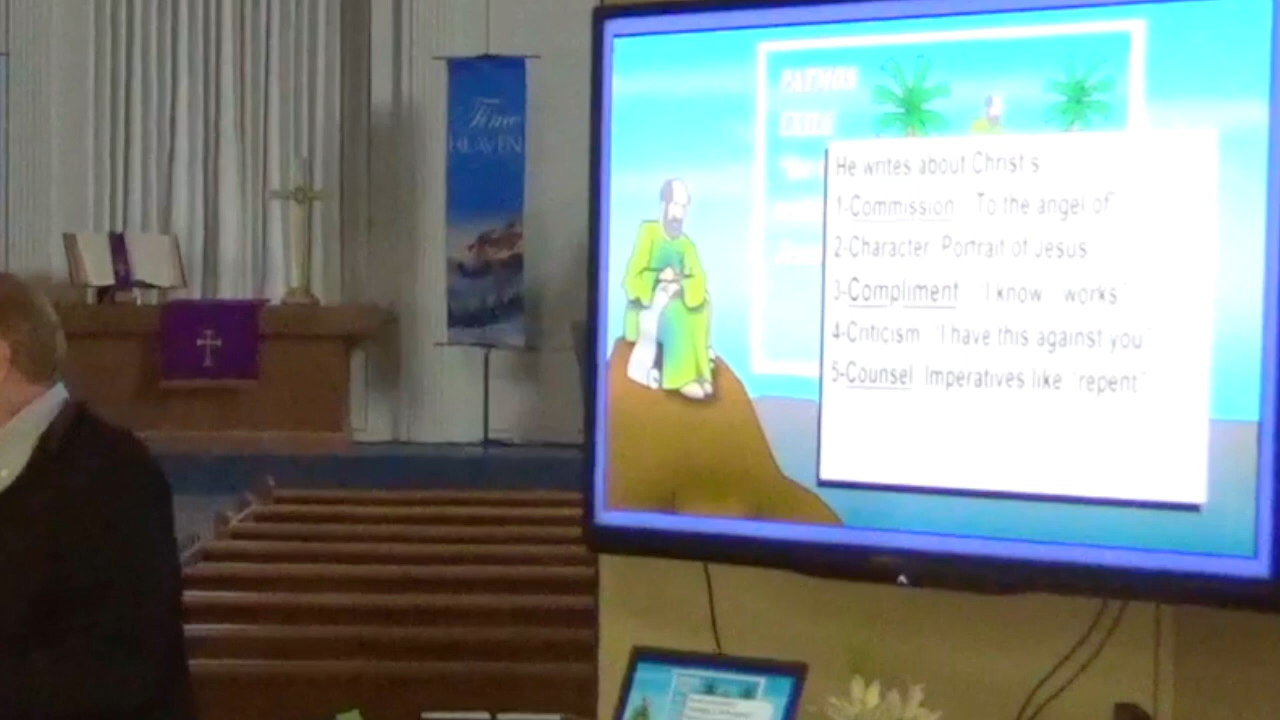 Time
HEAVEN
PATMOS
He writes about Christ s
1-Commission To the angel of"
2-Character Portrait of Jesus
3-Compliment I know works"
4-Criticism "I have this against you"
5-Counsel Imperatives like "repent"